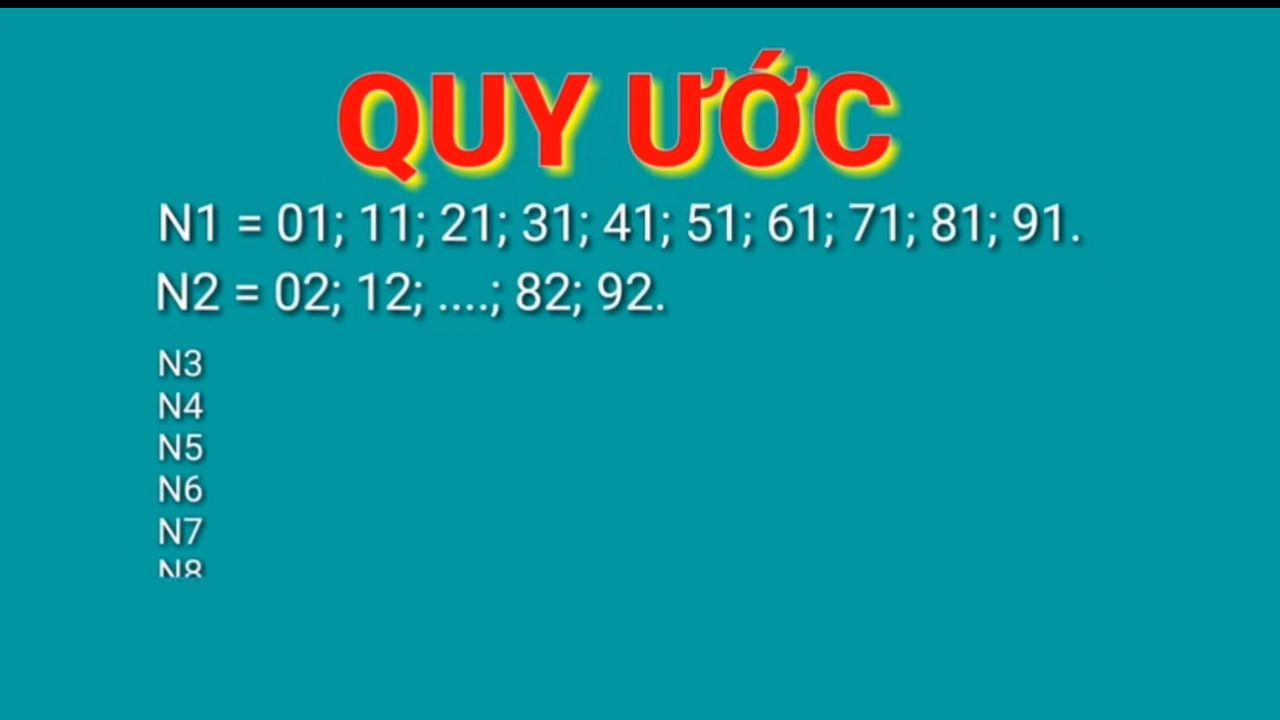 QUY ƯỚC
N1 = 01; 11; 21; 31; 41; 51; 61; 71; 81; 91.
N2 = 02; 12; ....; 82; 92.
N3
N4
N5
N6
N7
N8